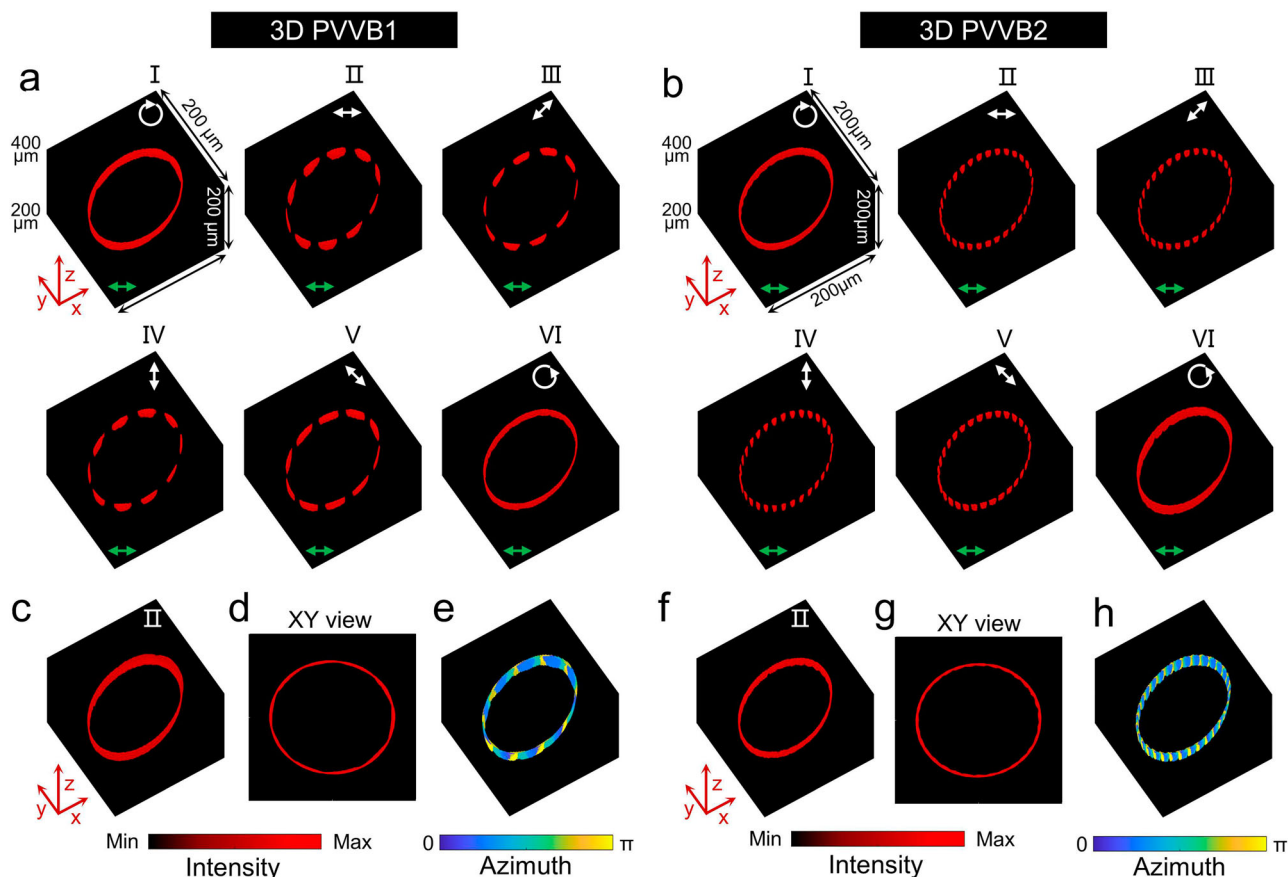 3D PVVB1
3D PVVB2
a
I
II
III
200 μm
400
μm
200
μm
200 μm
z
y
x
IV
V
VI
b
I
II
III
200μm
400
μm
200
μm
200μm
200μm
z
y
x
IV
V
VI
c
II
d
XY view
e
z
y
x
Min
Max
Intensity
0
π
Azimuth
f
II
g
XY view
h
z
y
x
Min
Max
Intensity
0
π
Azimuth